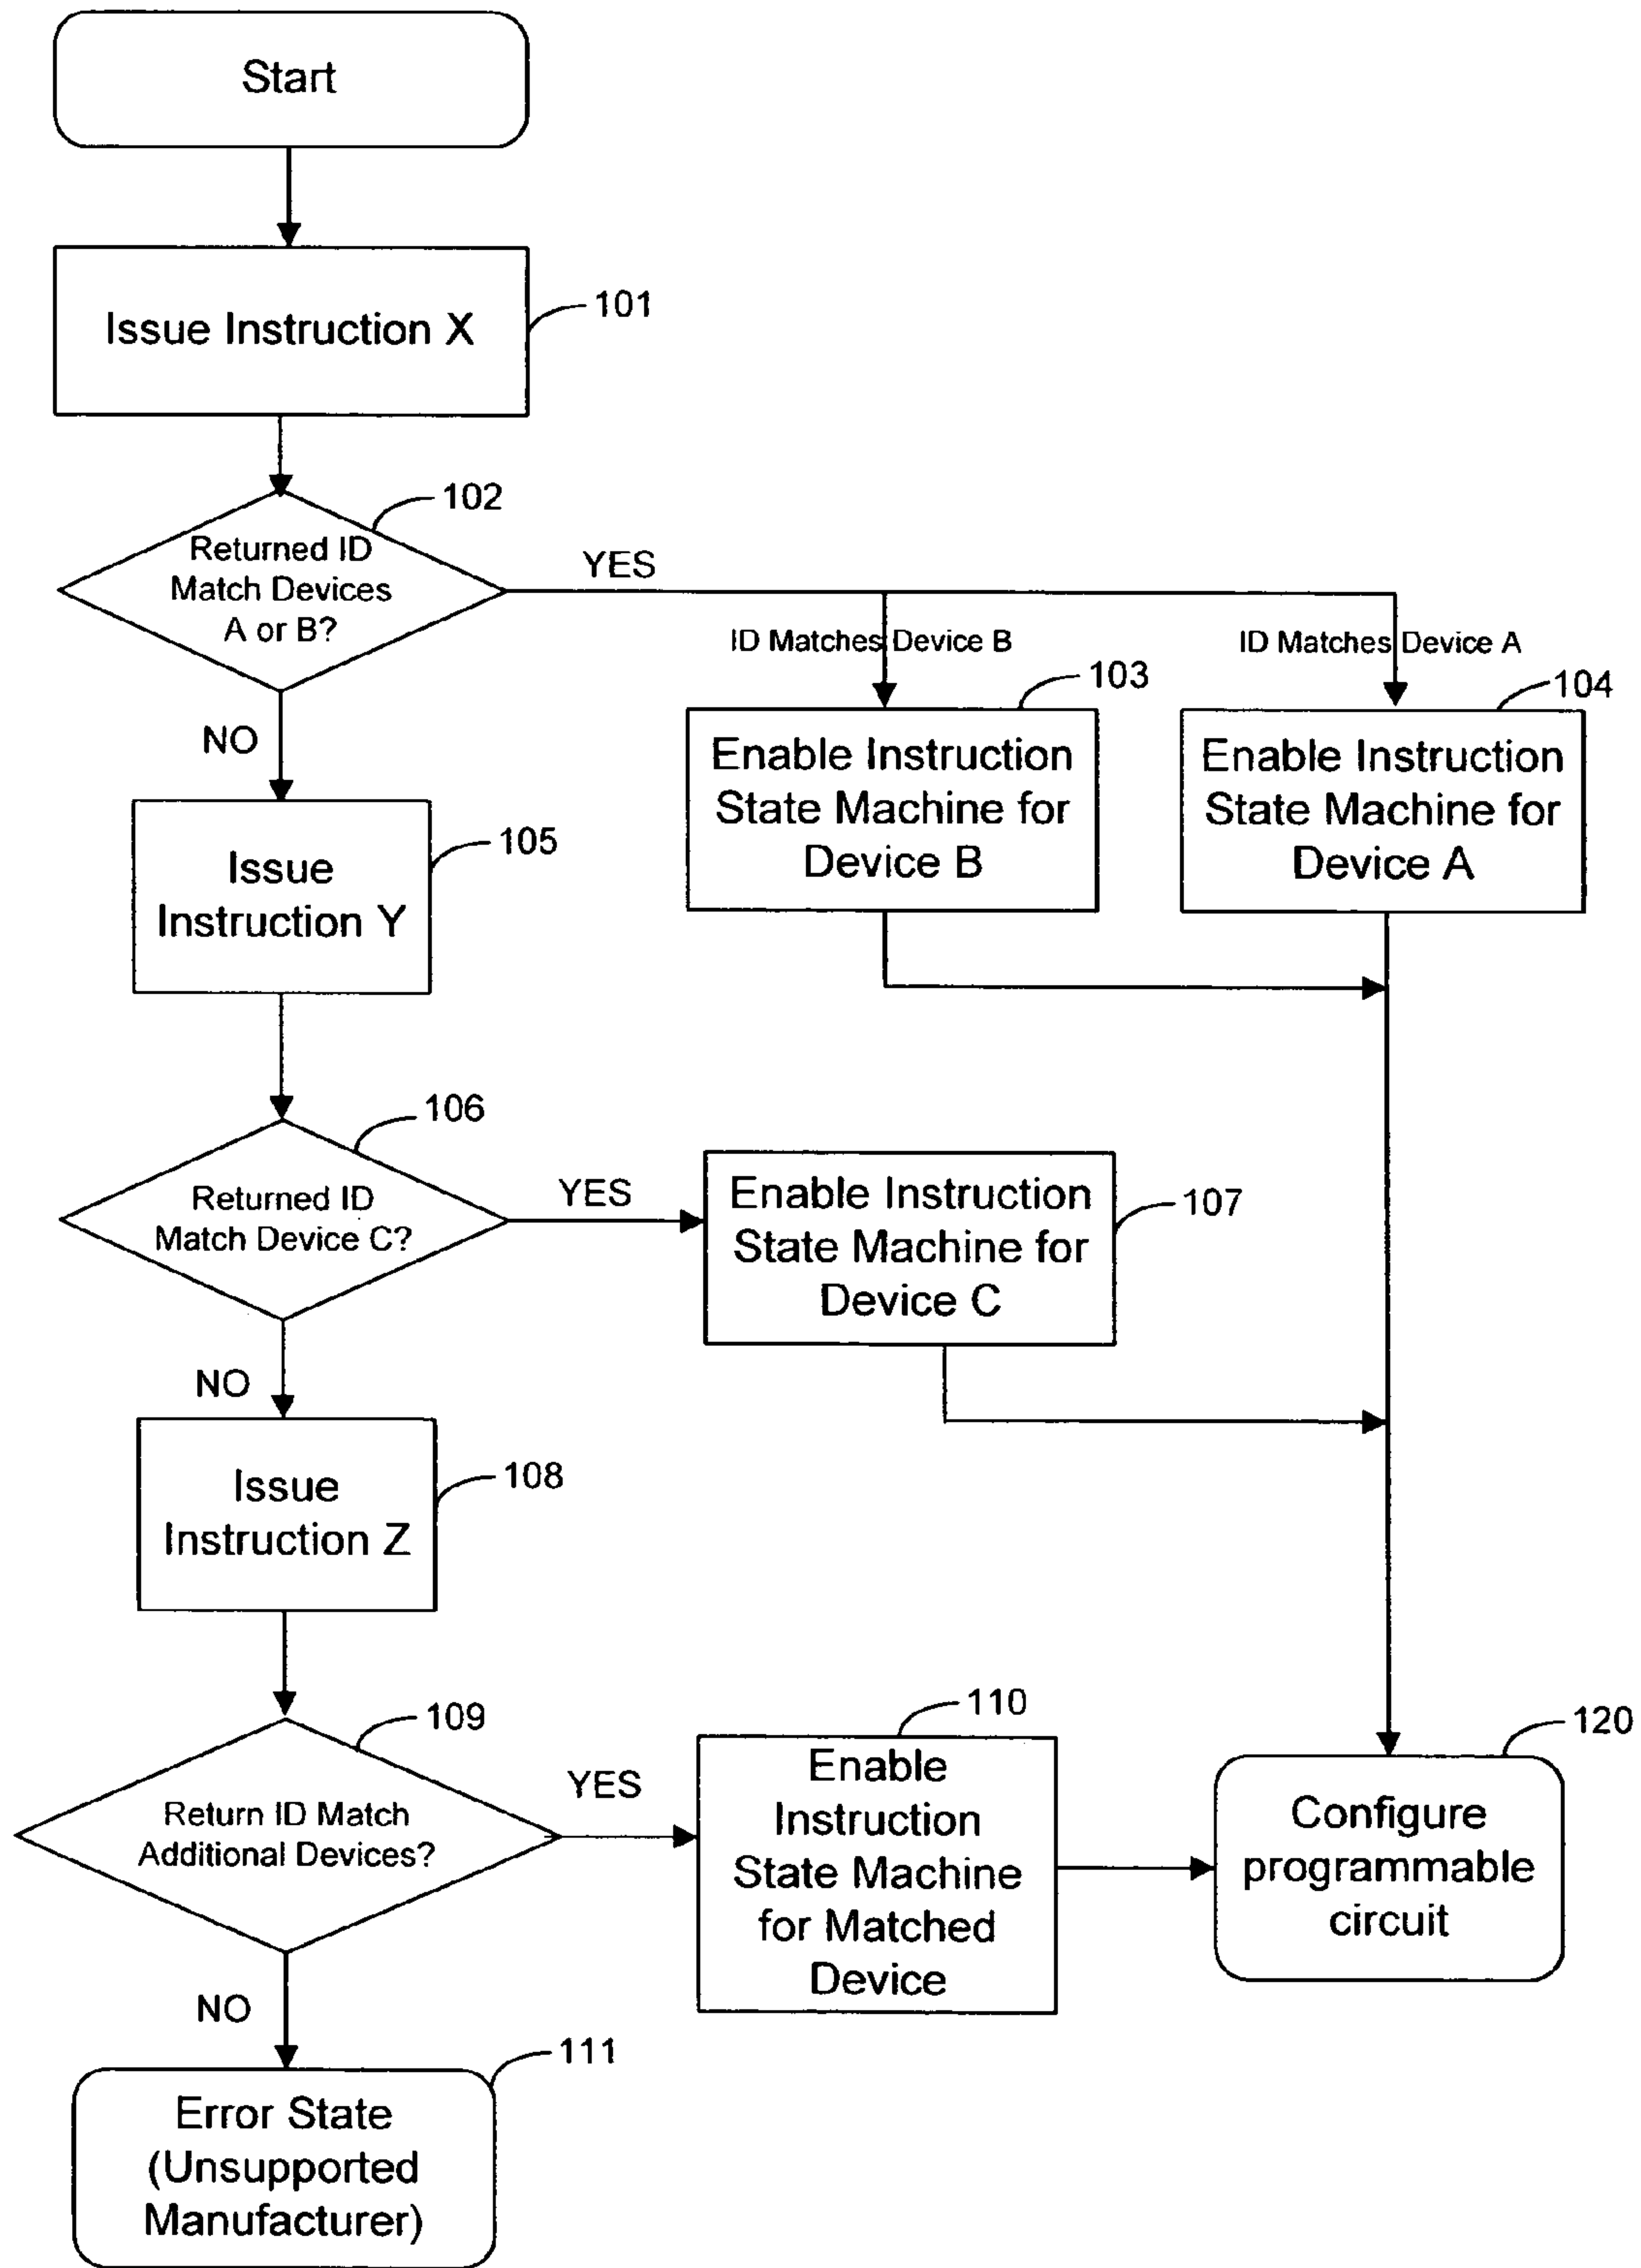 Start
Issue Instruction X
101
102
Returned ID
Match Devices
A or B?
YES
ID Matches Device B
ID Matches Device A
103
104
NO
Enable Instruction
State Machine for
Device B
Enable Instruction
State Machine for
Device A
105
Issue
Instruction Y
106
Returned ID
Match Device C?
YES
Enable Instruction
State Machine for
Device C
107
NO
Issue
Instruction Z
108
109
Return ID Match
Additional Devices?
YES
110
Enable
Instruction
State Machine
for Matched
Device
120
Configure
programmable
circuit
NO
111
Error State
(Unsupported
Manufacturer)